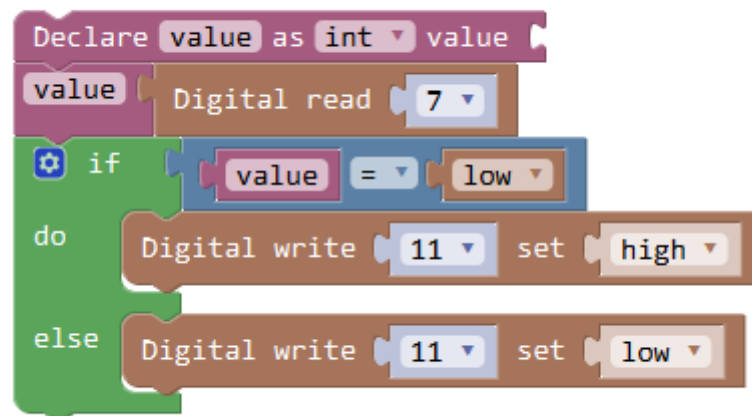 Declare value as int value
value Digital read 7
if value = low
do Digital write 11 set high
else Digital write 11 set low